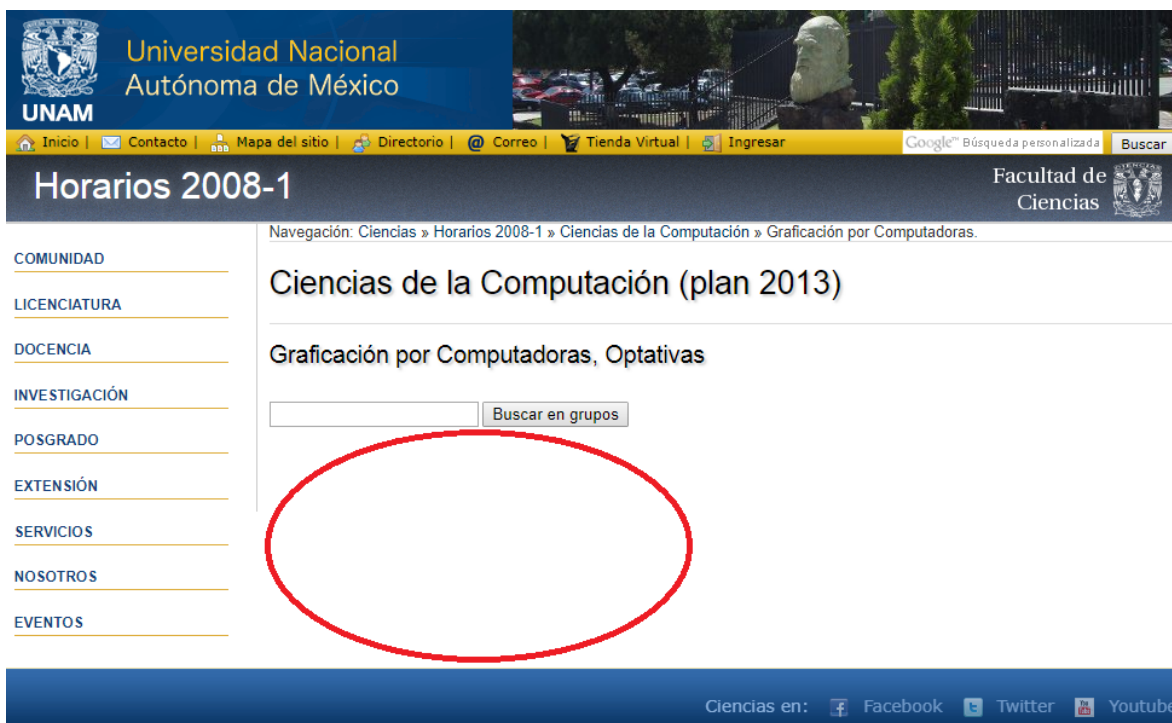 Universidad Nacional
Autónoma de México
UNAM
Inicio | Contacto | Mapa del sitio | Directorio | @ Correo | Tienda Virtual | Ingresar Google™ Búsqueda personalizada Buscar
Horarios 2008-1
Facultad de
Ciencias
Navegación: Ciencias » Horarios 2008-1 » Ciencias de la Computación » Graficación por Computadoras.
COMUNIDAD
LICENCIATURA
DOCENCIA
INVESTIGACIÓN
POSGRADO
EXTENSIÓN
SERVICIOS
NOSOTROS
EVENTOS
Ciencias de la Computación (plan 2013)
Graficación por Computadoras, Optativas
Buscar en grupos
Ciencias en: Facebook Twitter Youtube